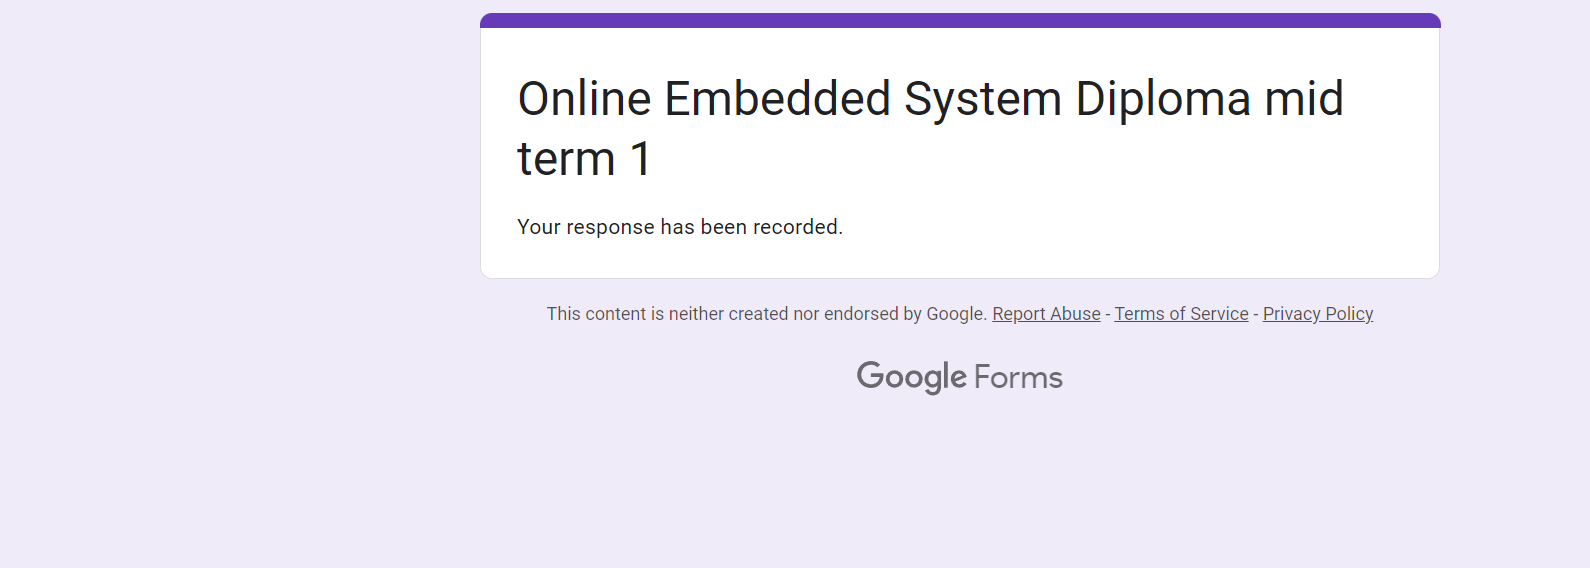 Online Embedded System Diploma mid
term 1
Your response has been recorded.
This content is neither created nor endorsed by Google. Report Abuse - Terms of Service - Privacy Policy
Google Forms